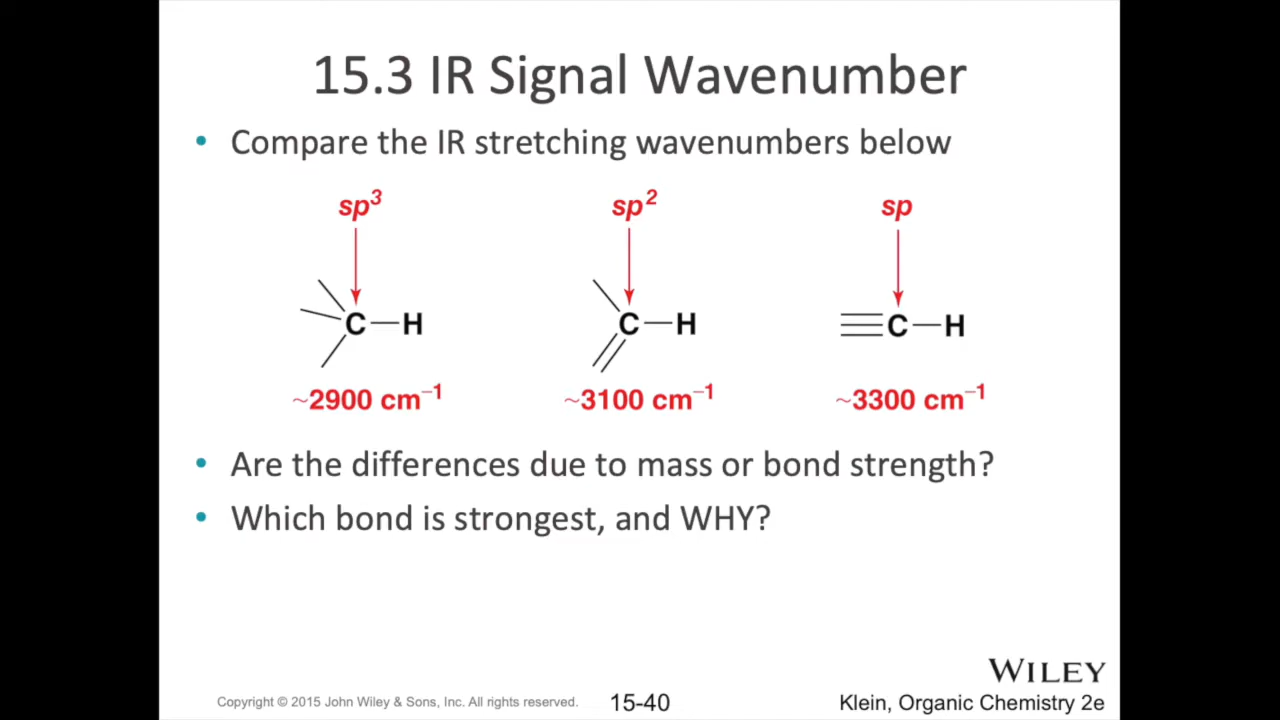 15.3 IR Signal Wavenumber
• Compare the IR stretching wavenumbers below
sp³ sp² sp
C—H C—H C—H
~2900 cm⁻¹ ~3100 cm⁻¹ ~3300 cm⁻¹
• Are the differences due to mass or bond strength?
• Which bond is strongest, and WHY?
WILEY
Copyright © 2015 John Wiley & Sons, Inc. All rights reserved. 15-40 Klein, Organic Chemistry 2e